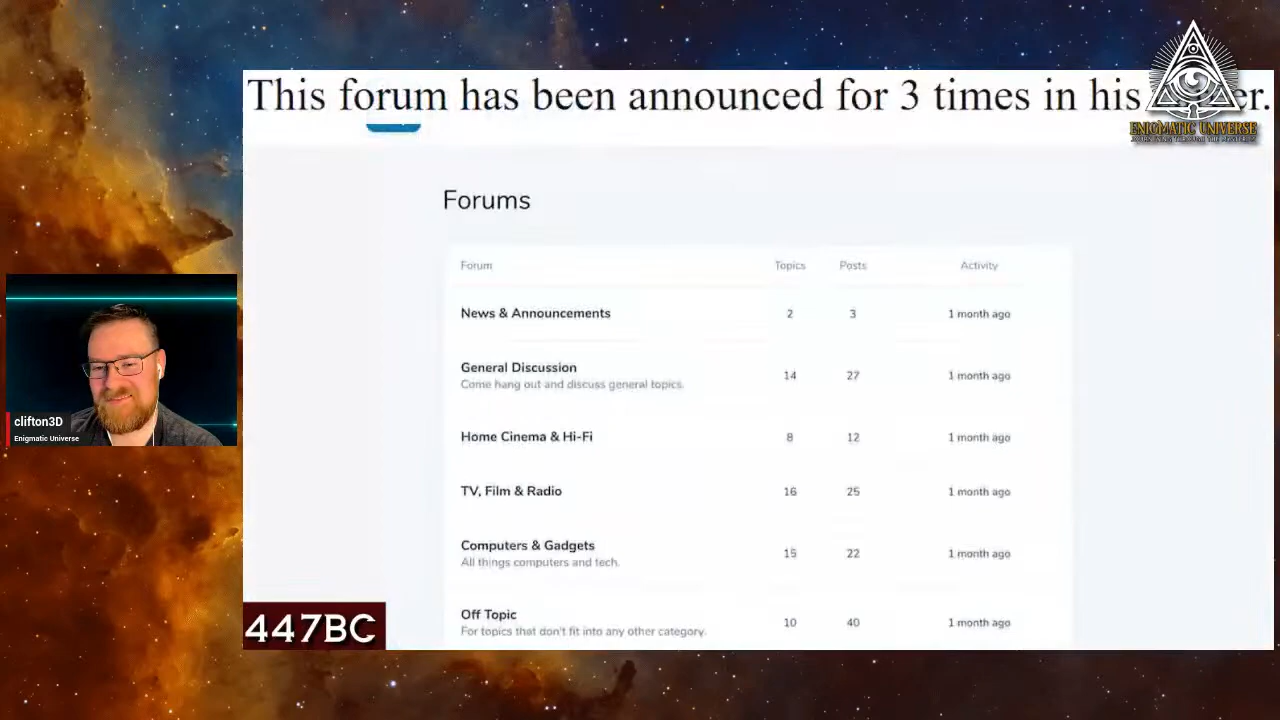 This forum has been announced for 3 times in his
ENIGMATIC UNIVERSE
Forums
Forum Topics Posts Activity
News & Announcements 2 3 1 month ago
General Discussion 14 27 1 month ago
Come hang out and discuss general topics.
Home Cinema & Hi-Fi 8 12 1 month ago
TV, Film & Radio 16 25 1 month ago
Computers & Gadgets 15 22 1 month ago
All things computers and tech.
Off Topic 10 40 1 month ago
For topics that don't fit into any other category.
clifton3D
Enigmatic Universe
447BC